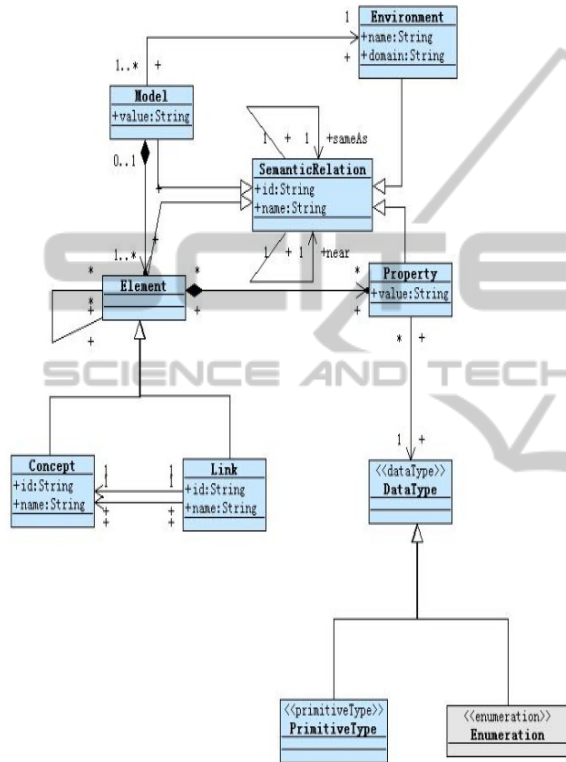 1
Environment
+name:String
+domain:String
1..*
+
+
Model
+value:String
0..1
1
+
1
+sameAs
SemanticRelation
+id:String
+name:String
+
+
1
+
1
+near
1..*
*
Element
*
*
Property
+value:String
*
+
+
+
*
+
SCITE
SCIENCE AND TECH
1
+
Concept
+id:String
+name:String
1
1
Link
+id:String
+name:String
+
+
+
+
<<dataType>>
DataType
<<primitiveType>>
PrimitiveType
<<enumeration>>
Enumeration